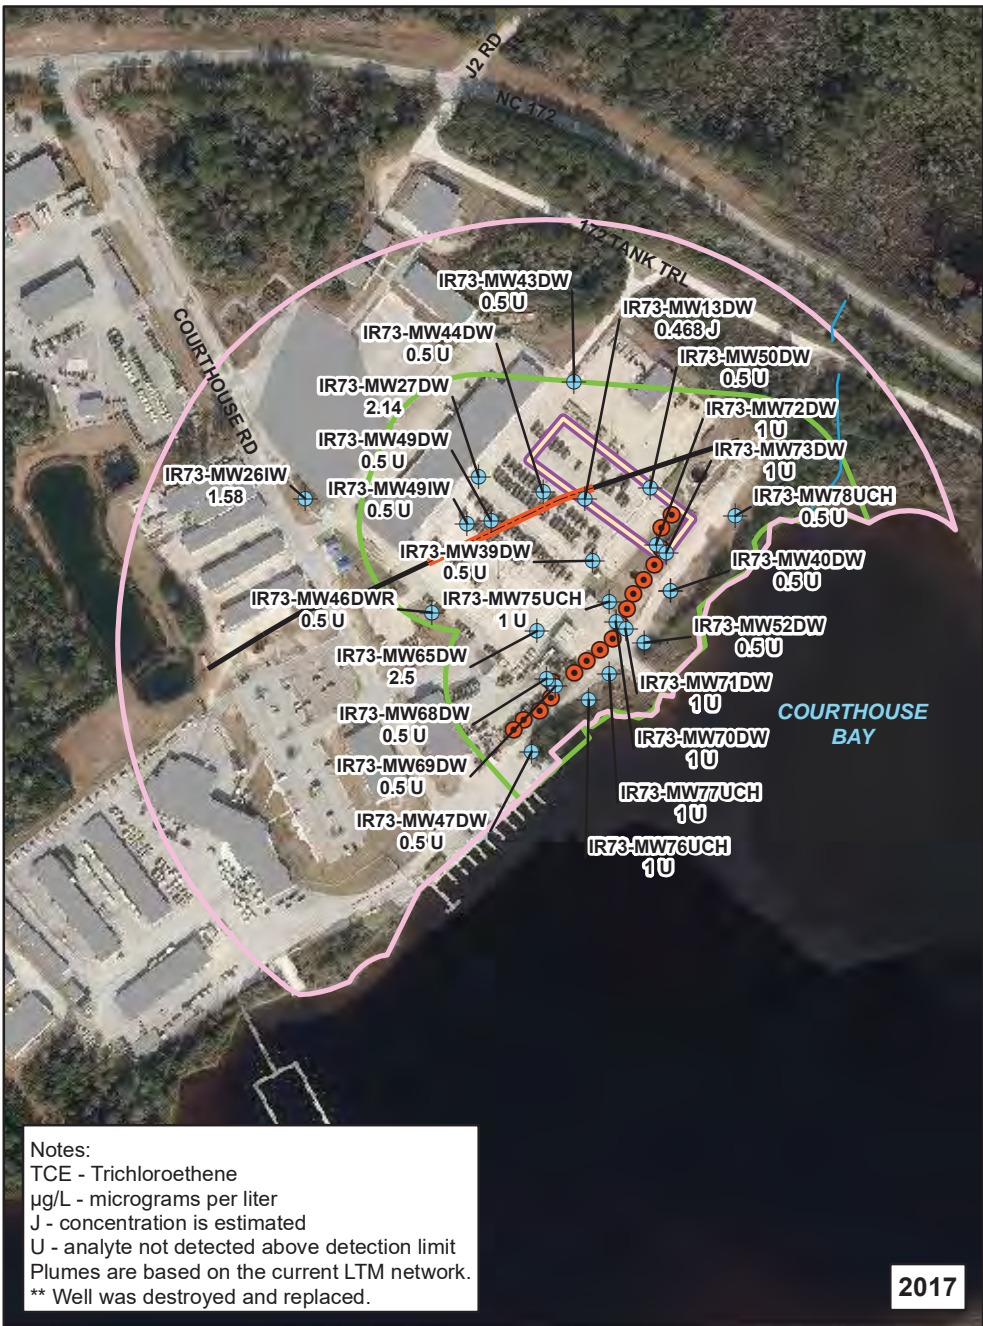 J2 RD
NC 172
172 TANK TRL
COURTHOUSE RD
IR73-MW43DW
0.5 U
IR73-MW13DW
0.468 J
IR73-MW44DW
0.5 U
IR73-MW50DW
0.5 U
IR73-MW27DW
2.14
IR73-MW72DW
1 U
IR73-MW49DW
0.5 U
IR73-MW73DW
1 U
IR73-MW26IW
1.58
IR73-MW49IW
0.5 U
IR73-MW78UCH
0.5 U
IR73-MW39DW
0.5 U
IR73-MW40DW
0.5 U
IR73-MW46DWR
0.5 U
IR73-MW75UCH
1 U
IR73-MW52DW
0.5 U
IR73-MW65DW
2.5
IR73-MW71DW
1 U
IR73-MW68DW
0.5 U
COURTHOUSE
BAY
IR73-MW70DW
1 U
IR73-MW69DW
0.5 U
IR73-MW77UCH
1 U
IR73-MW47DW
0.5 U
IR73-MW76UCH
1 U
Notes:
TCE - Trichloroethene
µg/L - micrograms per liter
J - concentration is estimated
U - analyte not detected above detection limit
Plumes are based on the current LTM network.
** Well was destroyed and replaced.
2017